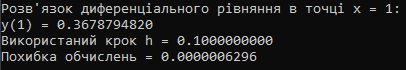 Розв'язок диференціального рівняння в точці x = 1:
y(1) = 0.3678794820
Використаний крок h = 0.1000000000
Похибка обчислень = 0.0000006296